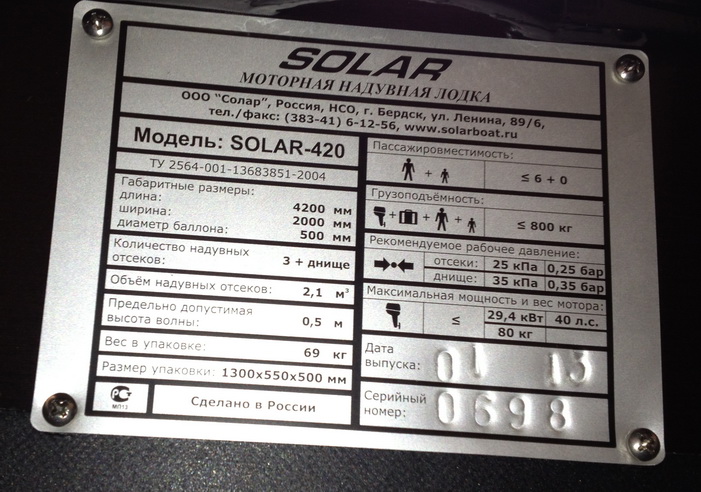 SOLAR
МОТОРНАЯ НАДУВНАЯ ЛОДКА
ООО "Солар", Россия, НСО, г. Бердск, ул. Ленина, 89/6,
тел./факс: (383-41) 6-12-56, www.solarboat.ru
Модель: SOLAR-420
ТУ 2564-001-13683851-2004
Габаритные размеры:
длина: 4200 мм
ширина: 2000 мм
диаметр баллона: 500 мм
Количество надувных
отсеков: 3 + днище
Объём надувных отсеков: 2,1 м³
Предельно допустимая
высота волны: 0,5 м
Вес в упаковке: 69 кг
Размер упаковки: 1300х550х500 мм
РС
МП12
Сделано в России
Пассажировместимость:
+ ≤ 6 + 0
Грузоподъёмность:
+ + + ≤ 800 кг
Рекомендуемое рабочее давление:
отсеки: 25 кПа 0,25 бар
днище: 35 кПа 0,35 бар
Максимальная мощность и вес мотора:
≤ 29,4 кВт 40 л.с.
80 кг
Дата
выпуска: 01 13
Серийный
номер: 0698